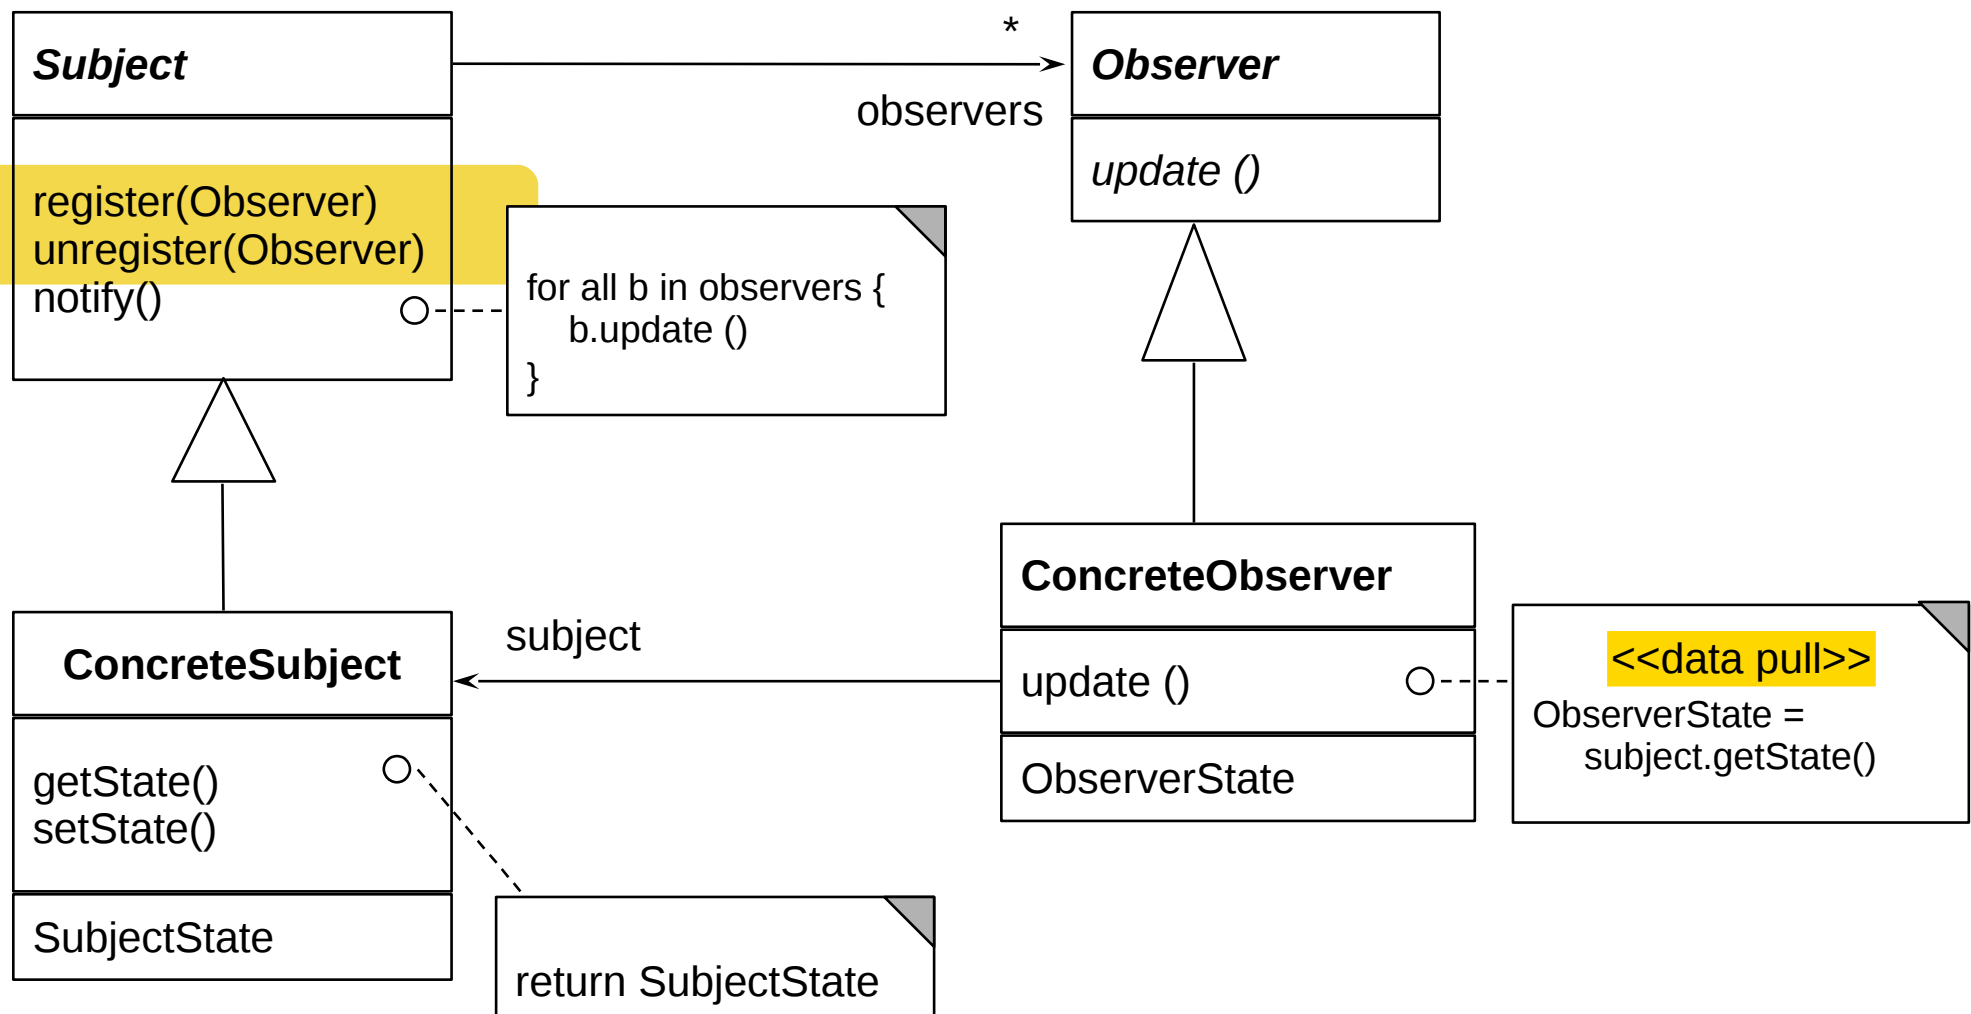 Subject
*
Observer
observers
update ()
register(Observer)
unregister(Observer)
notify()
for all b in observers {
b.update ()
}
ConcreteObserver
subject
ConcreteSubject
update ()
<<data pull>>
ObserverState =
subject.getState()
getState()
setState()
ObserverState
SubjectState
return SubjectState